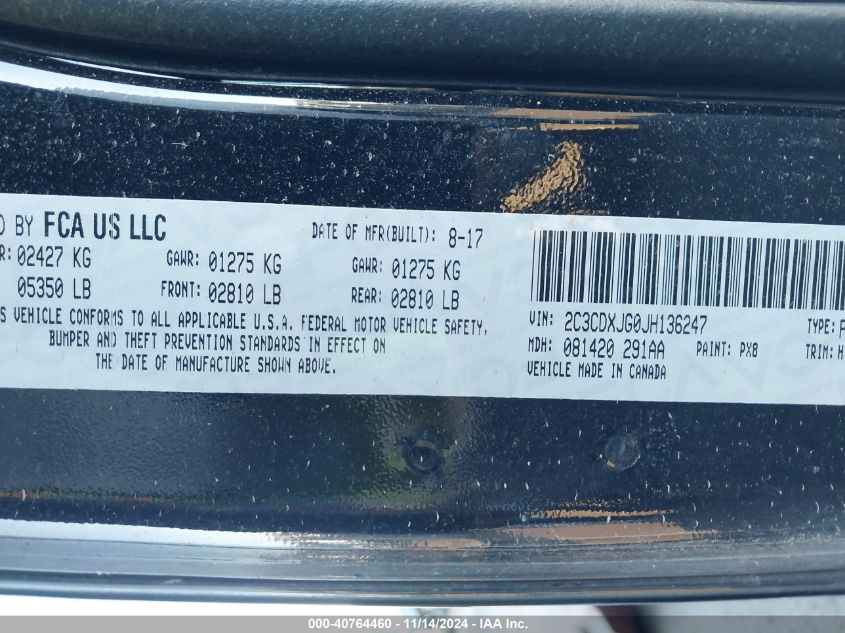 BY FCA US LLC
DATE OF MFR(BUILT): 8-17
02427 KG GAWR: 01275 KG GAWR: 01275 KG
05350 LB FRONT: 02810 LB REAR: 02810 LB
VEHICLE CONFORMS TO ALL APPLICABLE U.S.A. FEDERAL MOTOR VEHICLE SAFETY,
BUMPER AND THEFT PREVENTION STANDARDS IN EFFECT ON
THE DATE OF MANUFACTURE SHOWN ABOVE.
VIN: 2C3CDXJG0JH136247 TYPE:
MDH: 081420 291AA PAINT: PX8 TRIM:
VEHICLE MADE IN CANADA
000-40764460 - 11/14/2024 - IAA Inc.